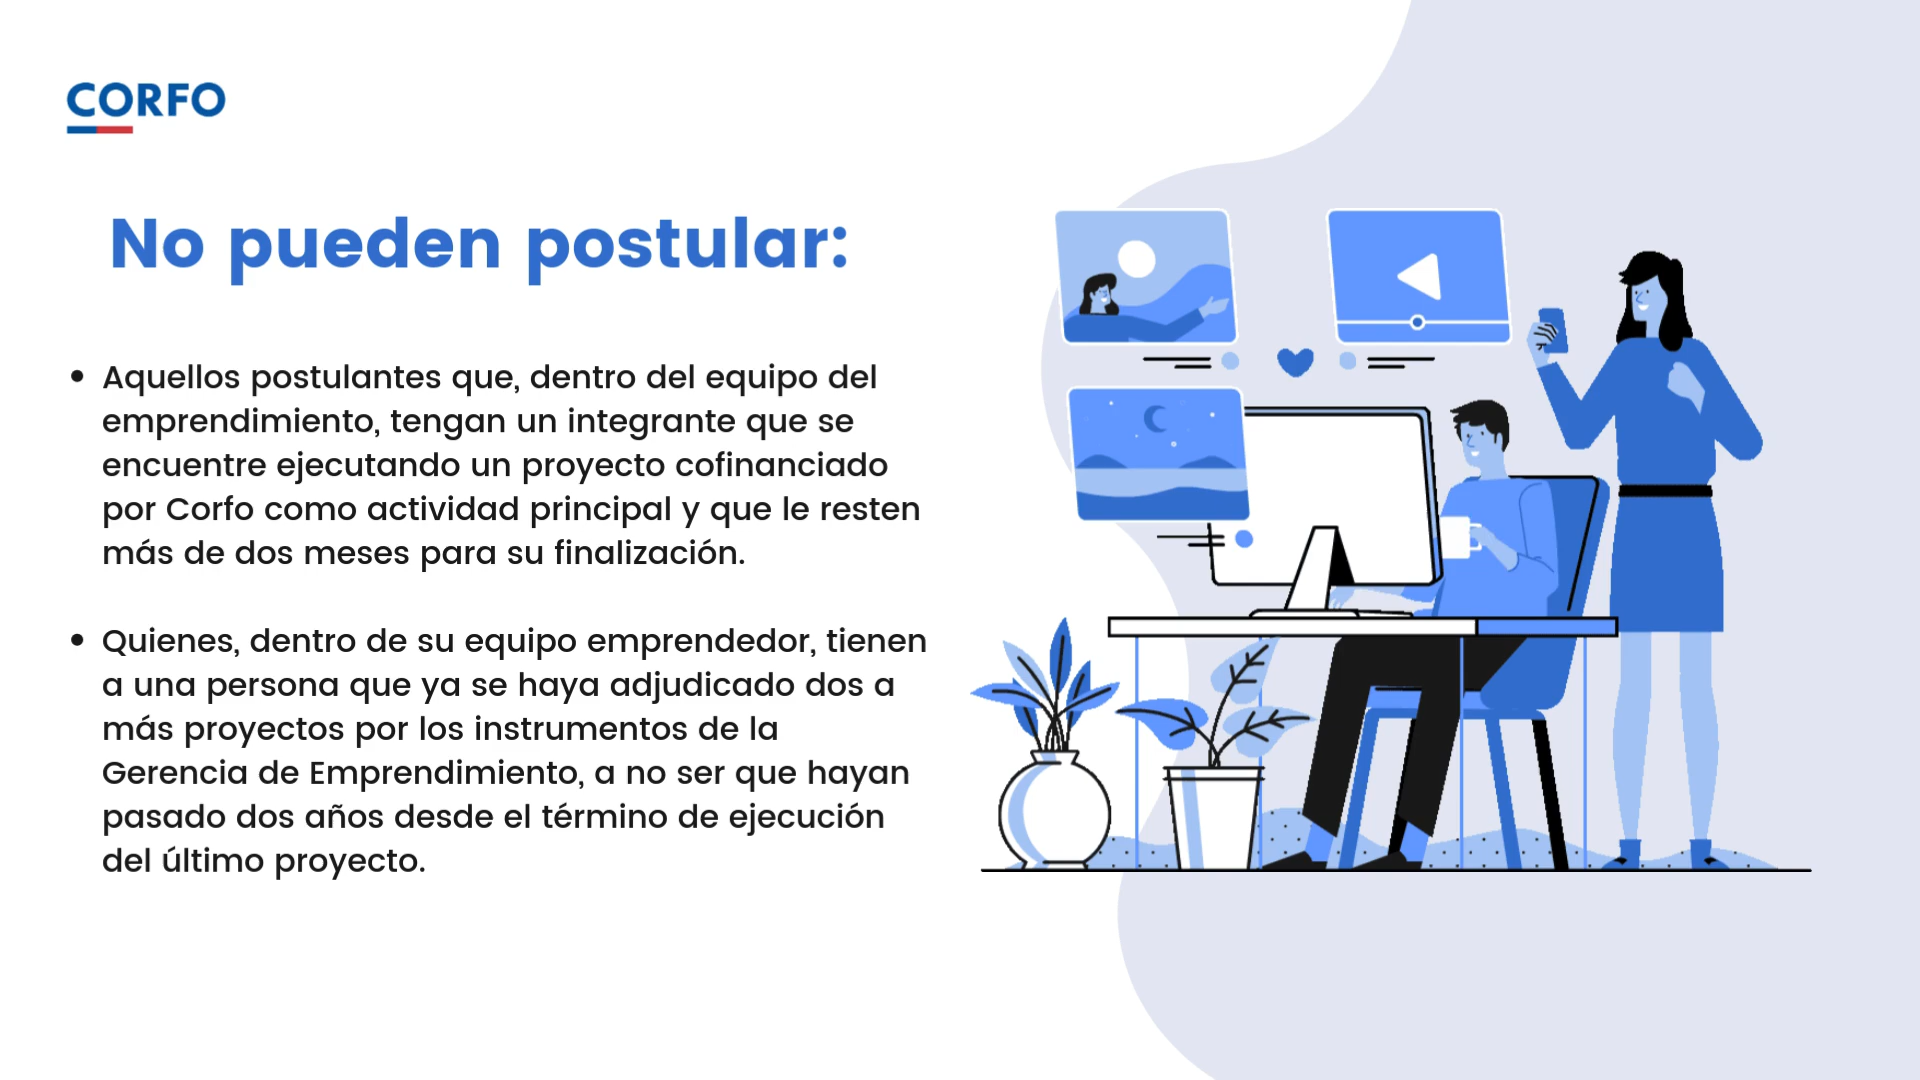 CORFO
No pueden postular:
• Aquellos postulantes que, dentro del equipo del
emprendimiento, tengan un integrante que se
encuentre ejecutando un proyecto cofinanciado
por Corfo como actividad principal y que le resten
más de dos meses para su finalización.
• Quienes, dentro de su equipo emprendedor, tienen
a una persona que ya se haya adjudicado dos a
más proyectos por los instrumentos de la
Gerencia de Emprendimiento, a no ser que hayan
pasado dos años desde el término de ejecución
del último proyecto.